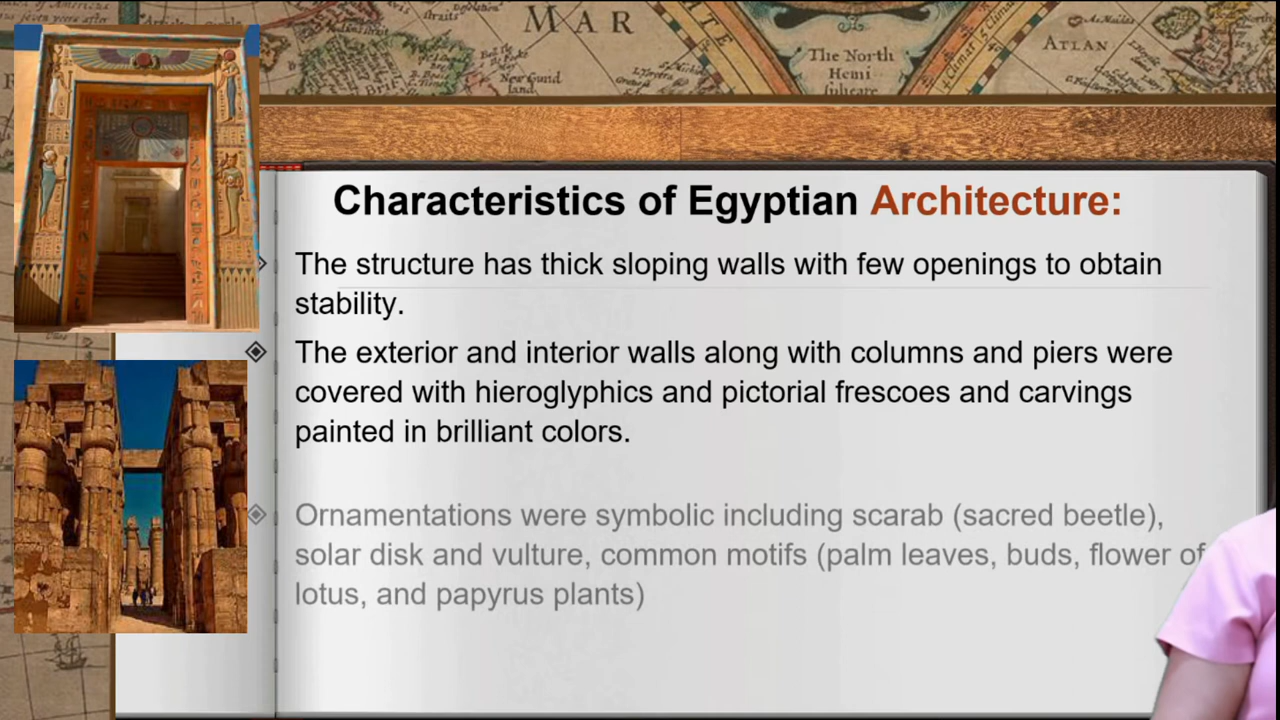 MAR
ATLAN
The North
Hemi
New Guind
land
Characteristics of Egyptian Architecture:
The structure has thick sloping walls with few openings to obtain
stability.
The exterior and interior walls along with columns and piers were
covered with hieroglyphics and pictorial frescoes and carvings
painted in brilliant colors.
Ornamentations were symbolic including scarab (sacred beetle),
solar disk and vulture, common motifs (palm leaves, buds, flower of
lotus, and papyrus plants)